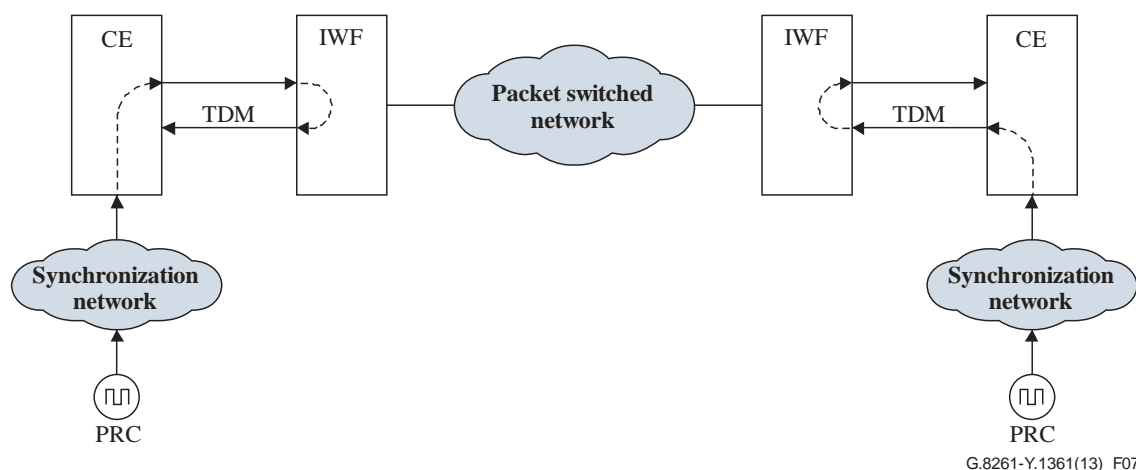 CE
IWF
IWF
CE
Packet switched
network
TDM
TDM
Synchronization
network
Synchronization
network
PRC
PRC
G.8261-Y.1361(13)_F07